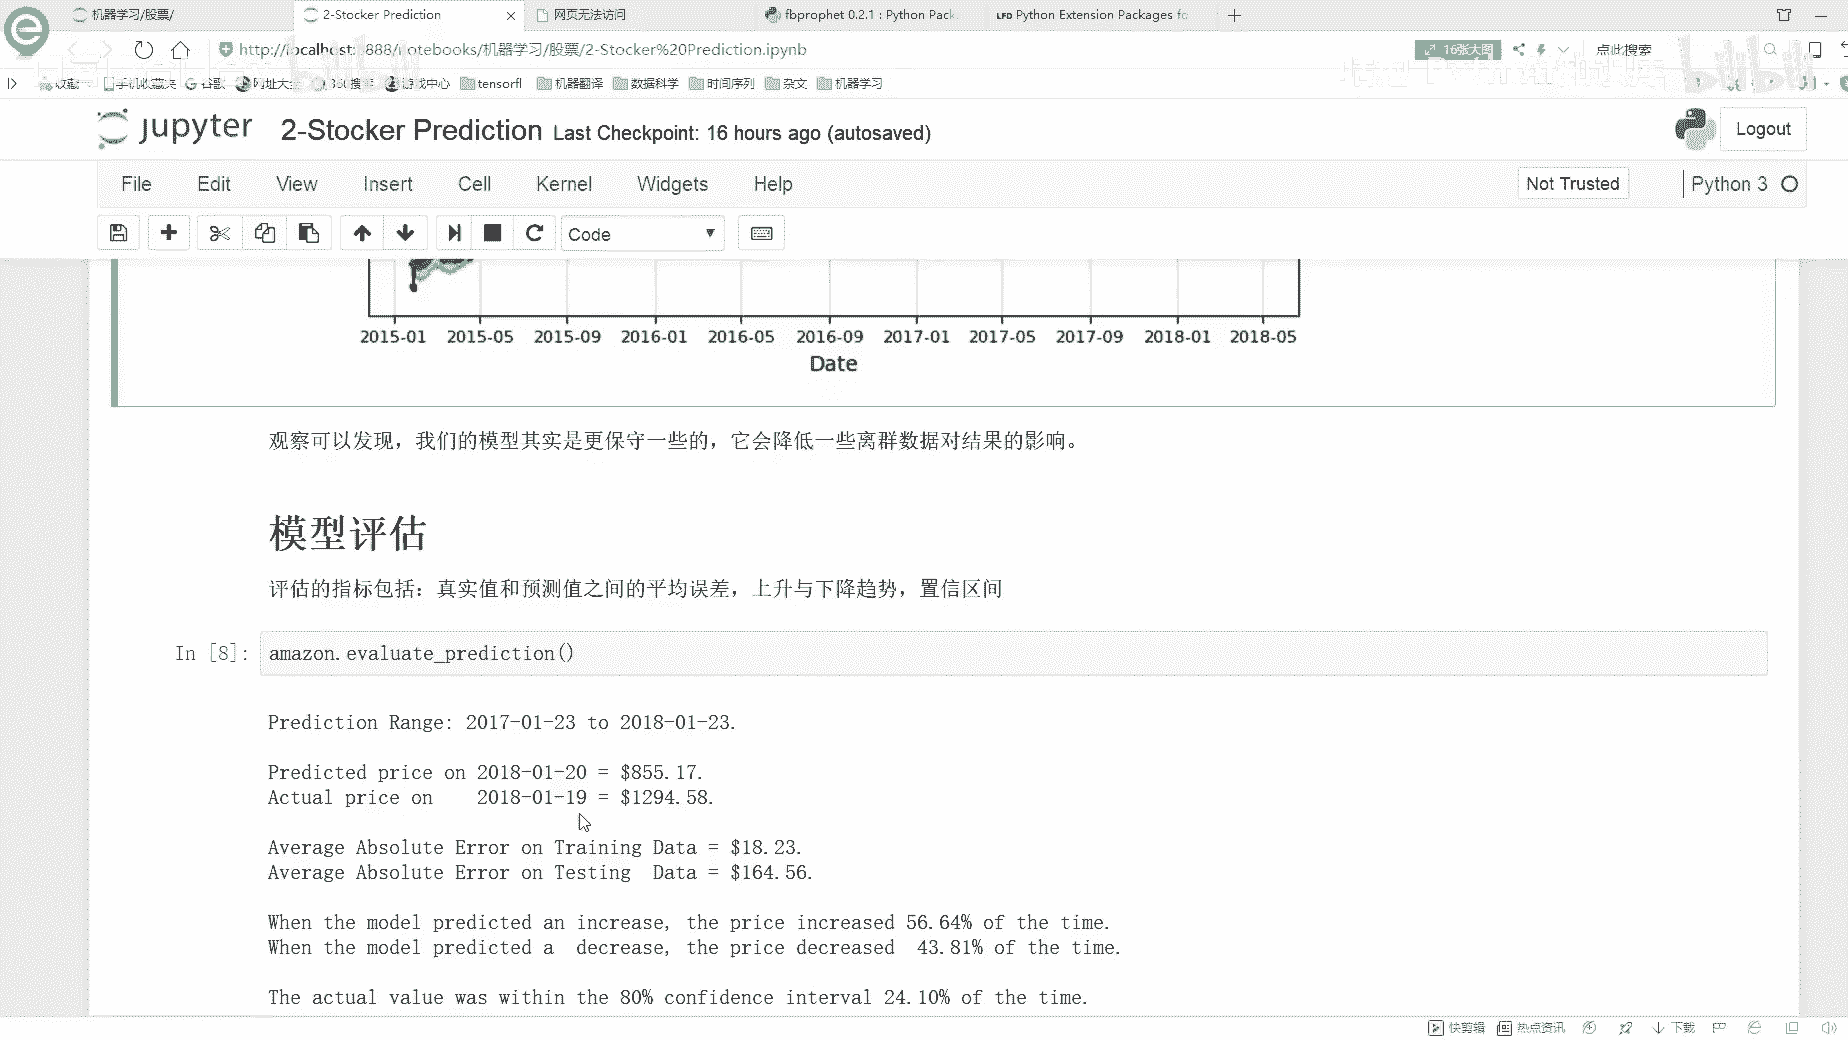 机器学习/股票/
2-Stocker Prediction
网页无法访问
fbprophet 0.2.1 : Python Pack
LFD Python Extension Packages fo
http://localhost:8888/notebooks/机器学习/股票/2-Stocker%20Prediction.ipynb
16张大图
点此搜索
收藏 手机收藏夹 谷歌 网址大全 360搜索 游戏中心 tensorfl 机器翻译 数据科学 时间序列 杂文 机器学习
jupyter 2-Stocker Prediction Last Checkpoint: 16 hours ago (autosaved)
Logout
File Edit View Insert Cell Kernel Widgets Help
Not Trusted
Python 3
Code
2015-01 2015-05 2015-09 2016-01 2016-05 2016-09 2017-01 2017-05 2017-09 2018-01 2018-05
Date
观察可以发现，我们的模型其实是更保守一些的，它会降低一些离群数据对结果的影响。
模型评估
评估的指标包括：真实值和预测值之间的平均误差，上升与下降趋势，置信区间
In [8]: amazon.evaluate_prediction()
Prediction Range: 2017-01-23 to 2018-01-23.
Predicted price on 2018-01-20 = $855.17.
Actual price on 2018-01-19 = $1294.58.
Average Absolute Error on Training Data = $18.23.
Average Absolute Error on Testing Data = $164.56.
When the model predicted an increase, the price increased 56.64% of the time.
When the model predicted a decrease, the price decreased 43.81% of the time.
The actual value was within the 80% confidence interval 24.10% of the time.
快剪辑 热点资讯 下载